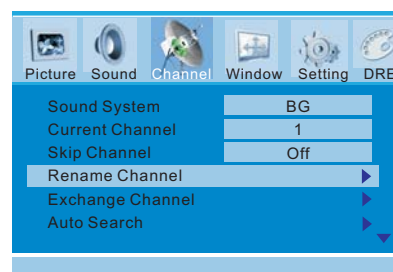 Picture Sound Channel Window Setting DRE
Sound System BG
Current Channel 1
Skip Channel Off
Rename Channel
Exchange Channel
Auto Search